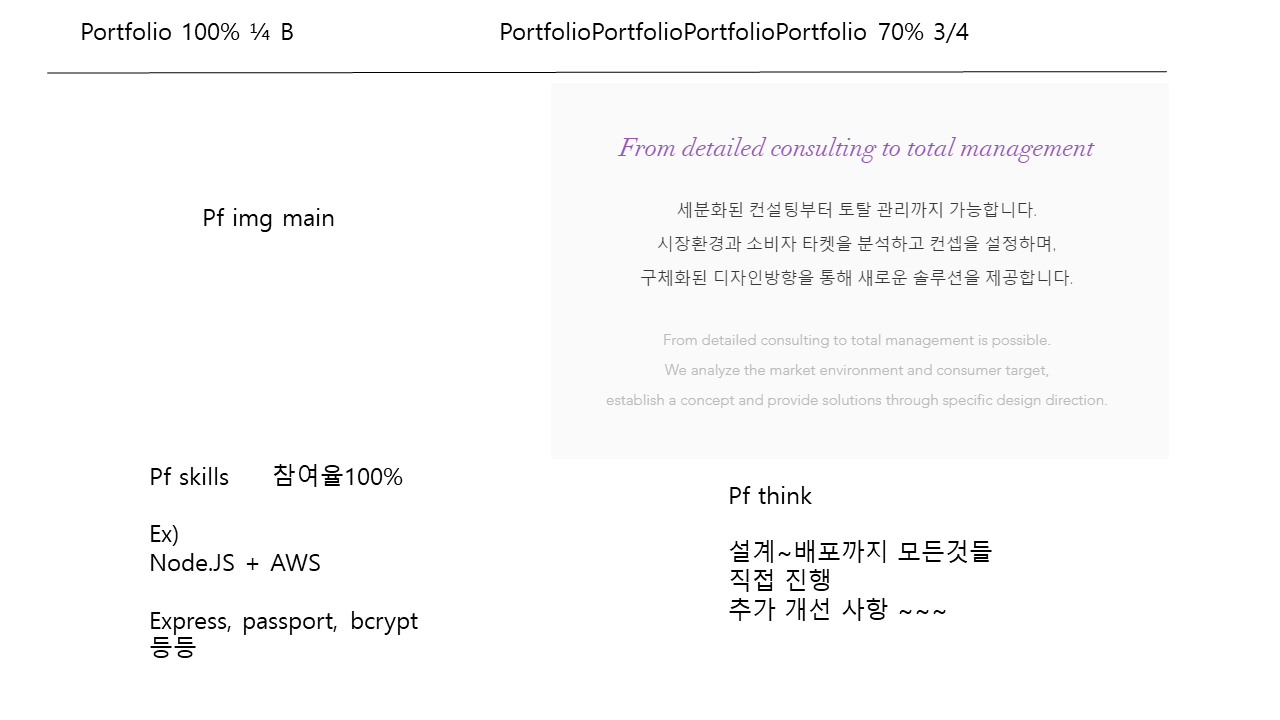 Portfolio 100% ¼ B
PortfolioPortfolioPortfolioPortfolio 70% 3/4
Pf img main
From detailed consulting to total management
세분화된 컨설팅부터 토탈 관리까지 가능합니다.
시장환경과 소비자 타켓을 분석하고 컨셉을 설정하며,
구체화된 디자인방향을 통해 새로운 솔루션을 제공합니다.
From detailed consulting to total management is possible.
We analyze the market environment and consumer target,
establish a concept and provide solutions through specific design direction.
Pf skills 참여율100%
Ex)
Node.JS + AWS
Express, passport, bcrypt
등등
Pf think
설계~배포까지 모든것들
직접 진행
추가 개선 사항 ~~~